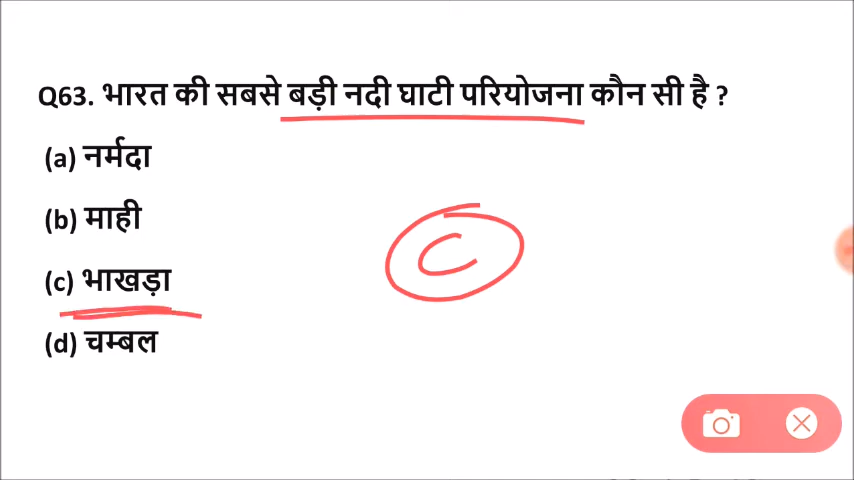 Q63. भारत की सबसे बड़ी नदी घाटी परियोजना कौन सी है ?
(a) नर्मदा
(b) माही
C
(c) भाखड़ा
(d) चम्बल